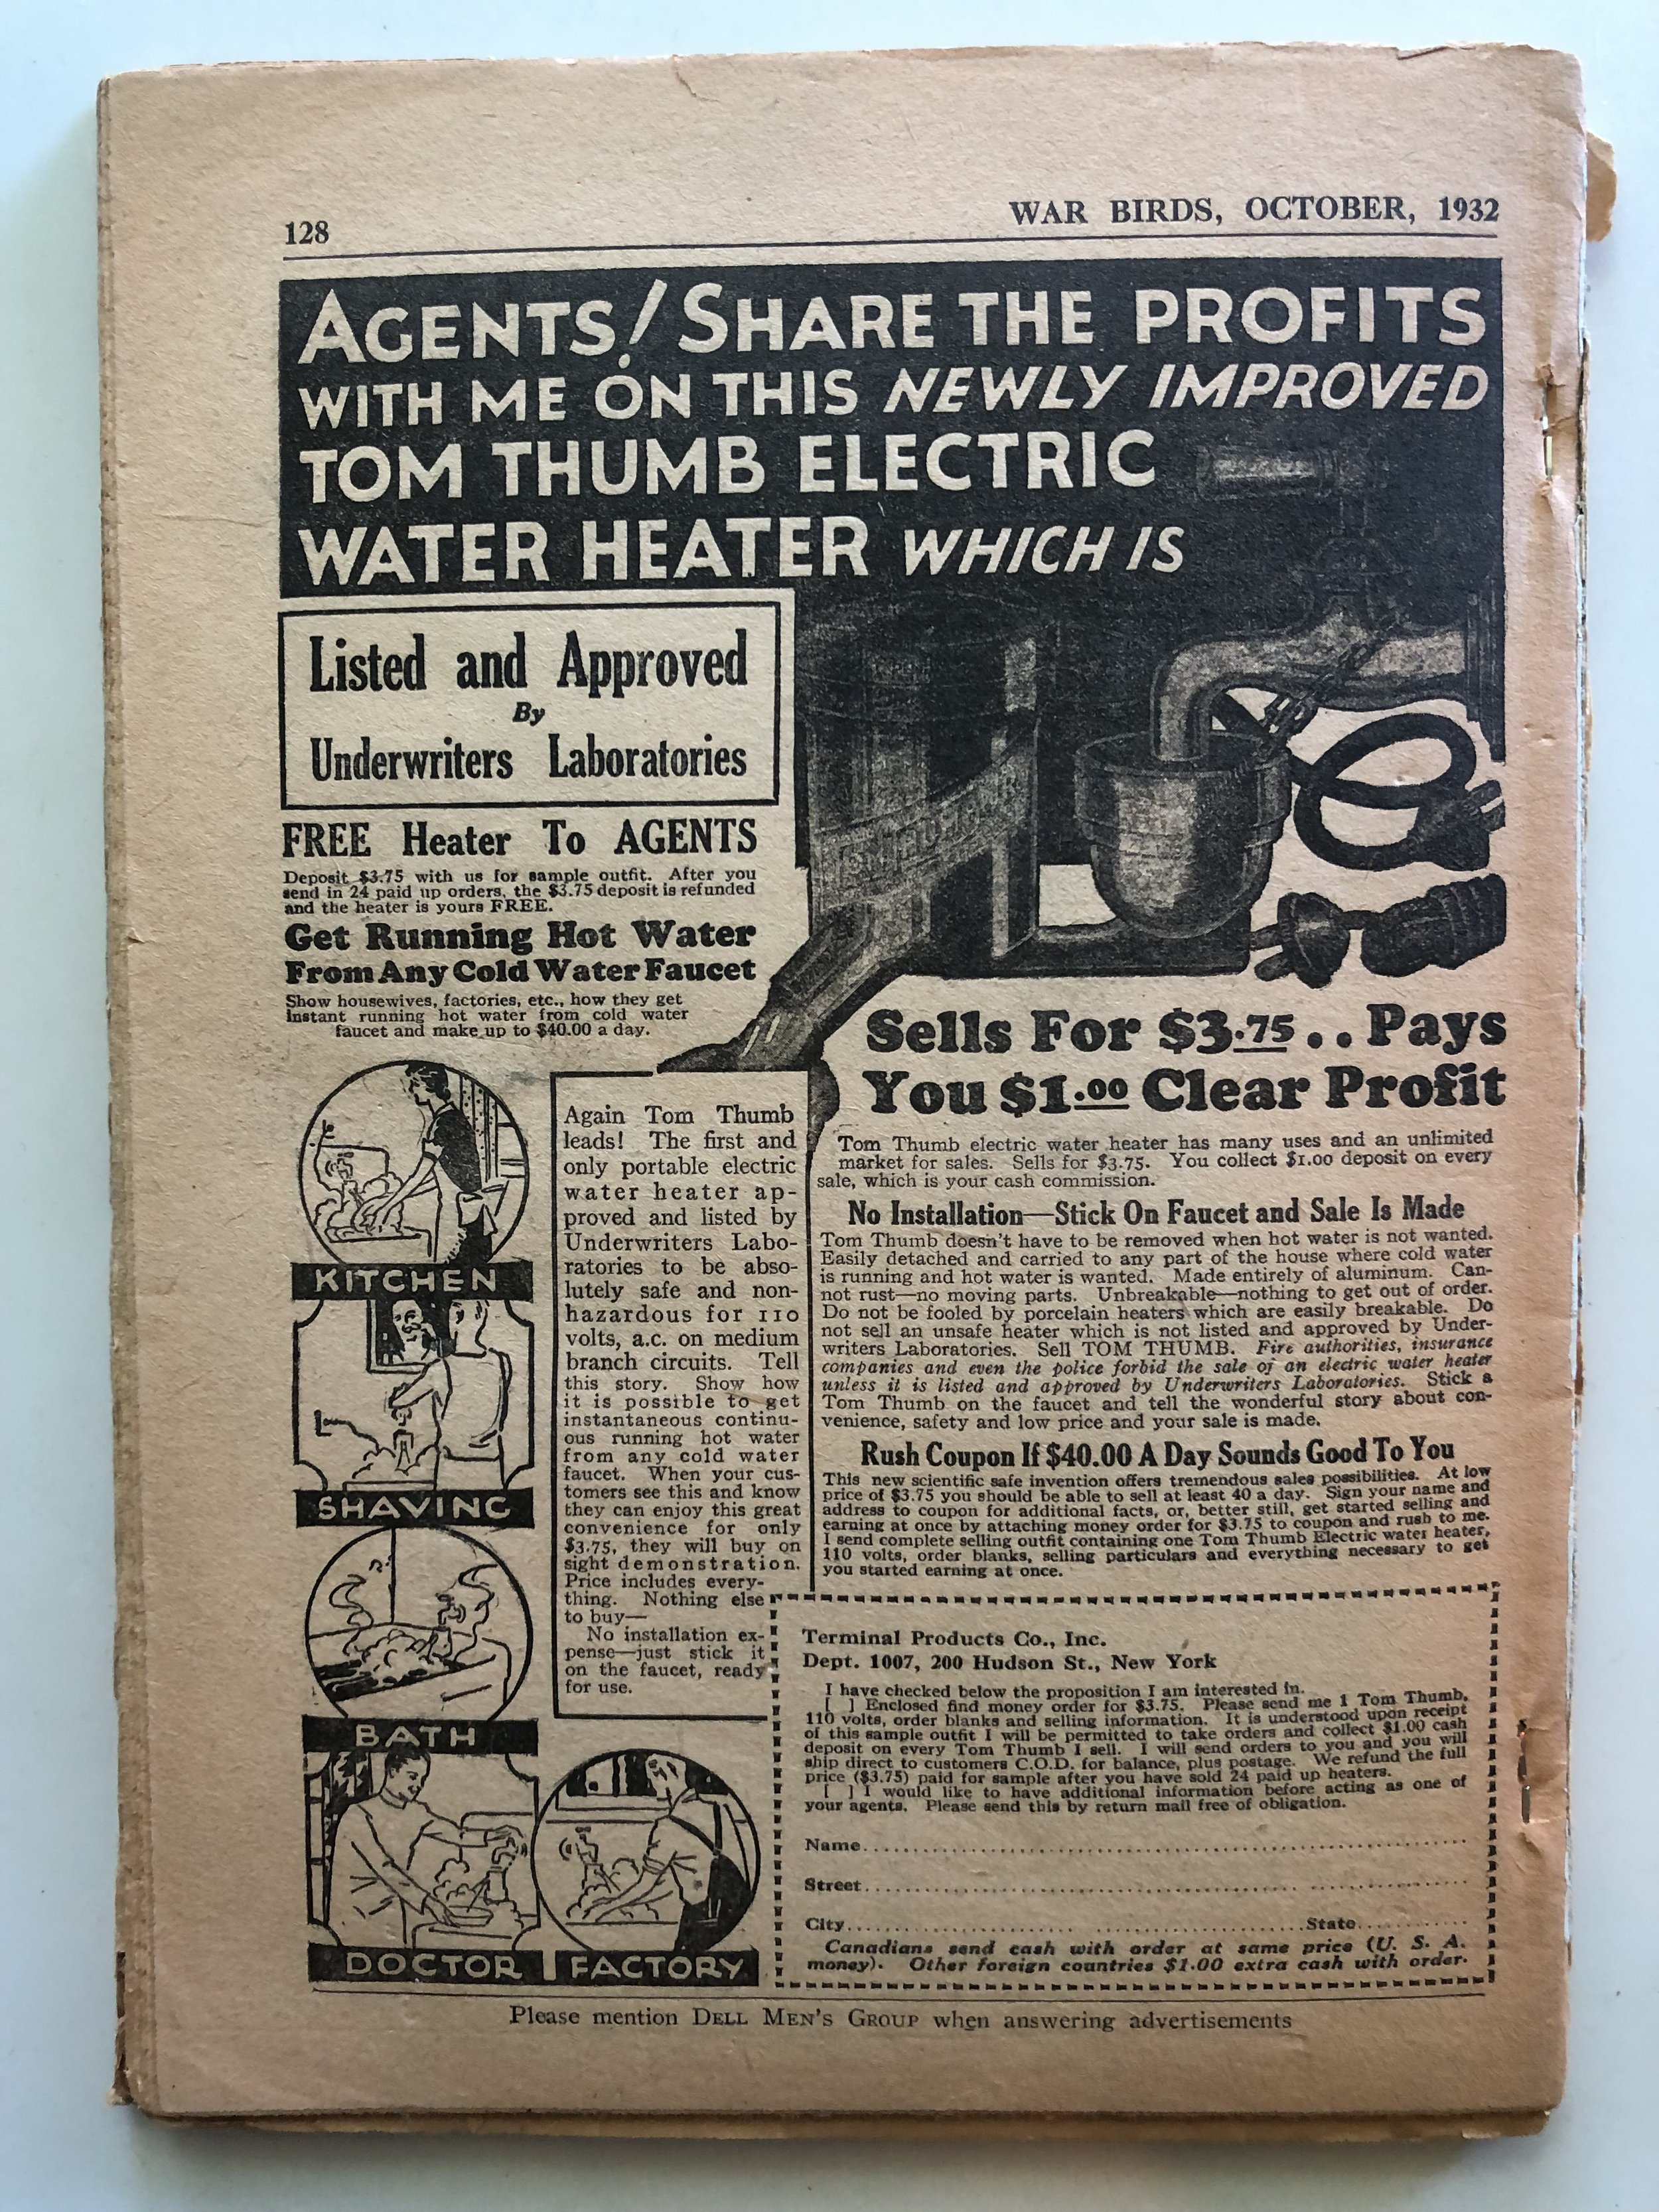 128
WAR BIRDS, OCTOBER, 1932
AGENTS! SHARE THE PROFITS
WITH ME ON THIS NEWLY IMPROVED
TOM THUMB ELECTRIC
WATER HEATER WHICH IS
Listed and Approved
By
Underwriters Laboratories
FREE Heater To AGENTS
Deposit $3.75 with us for sample outfit. After you
send in 24 paid up orders, the $3.75 deposit is refunded
and the heater is yours FREE.
Get Running Hot Water
From Any Cold Water Faucet
Show housewives, factories, etc., how they get
instant running hot water from cold water
faucet and make up to $40.00 a day.
KITCHEN
SHAVING
BATH
DOCTOR
FACTORY
Again Tom Thumb
leads! The first and
only portable electric
water heater ap-
proved and listed by
Underwriters Labo-
ratories to be abso-
lutely safe and non-
hazardous for 110
volts, a.c. on medium
branch circuits. Tell
this story. Show how
it is possible to get
instantaneous continu-
ous running hot water
from any cold water
faucet. When your cus-
tomers see this and know
they can enjoy this great
convenience for only
$3.75, they will buy on
sight demonstration.
Price includes every-
thing. Nothing else
to buy—
No installation ex-
pense—just stick it
on the faucet, ready
for use.
Sells For $3.75 . . Pays
You $1.00 Clear Profit
Tom Thumb electric water heater has many uses and an unlimited
market for sales. Sells for $3.75. You collect $1.00 deposit on every
sale, which is your cash commission.
No Installation—Stick On Faucet and Sale Is Made
Tom Thumb doesn't have to be removed when hot water is not wanted.
Easily detached and carried to any part of the house where cold water
is running and hot water is wanted. Made entirely of aluminum. Can-
not rust—no moving parts. Unbreakable—nothing to get out of order.
Do not be fooled by porcelain heaters which are easily breakable. Do
not sell an unsafe heater which is not listed and approved by Under-
writers Laboratories. Sell TOM THUMB. Fire authorities, insurance
companies and even the police forbid the sale of an electric water heater
unless it is listed and approved by Underwriters Laboratories. Stick a
Tom Thumb on the faucet and tell the wonderful story about con-
venience, safety and low price and your sale is made.
Rush Coupon If $40.00 A Day Sounds Good To You
This new scientific safe invention offers tremendous sales possibilities. At low
price of $3.75 you should be able to sell at least 40 a day. Sign your name and
address to coupon for additional facts, or, better still, get started selling and
earning at once by attaching money order for $3.75 to coupon and rush to me.
I send complete selling outfit containing one Tom Thumb Electric water heater,
110 volts, order blanks, selling particulars and everything necessary to get
you started earning at once.
Terminal Products Co., Inc.
Dept. 1007, 200 Hudson St., New York
I have checked below the proposition I am interested in.
[ ] Enclosed find money order for $3.75. Please send me 1 Tom Thumb,
110 volts, order blanks and selling information. It is understood upon receipt
of this sample outfit I will be permitted to take orders and collect $1.00 cash
deposit on every Tom Thumb I sell. I will send orders to you and you will
ship direct to customers C.O.D. for balance, plus postage. We refund the full
price ($3.75) paid for sample after you have sold 24 paid up heaters.
[ ] I would like to have additional information before acting as one of
your agents. Please send this by return mail free of obligation.
Name
Street
City State
Canadians send cash with order at same price (U. S. A.
money). Other foreign countries $1.00 extra cash with order.
Please mention DELL MEN'S GROUP when answering advertisements